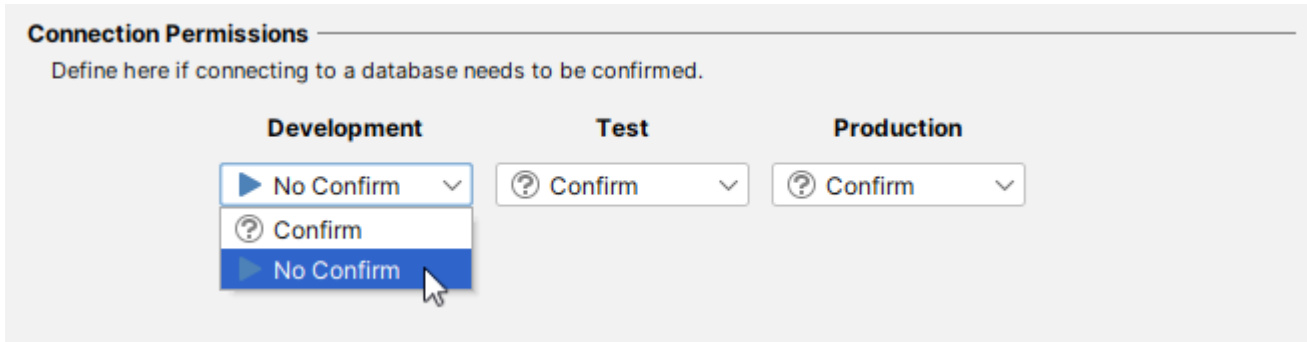 Connection Permissions
Define here if connecting to a database needs to be confirmed.
Development Test Production
No Confirm Confirm Confirm
Confirm
No Confirm